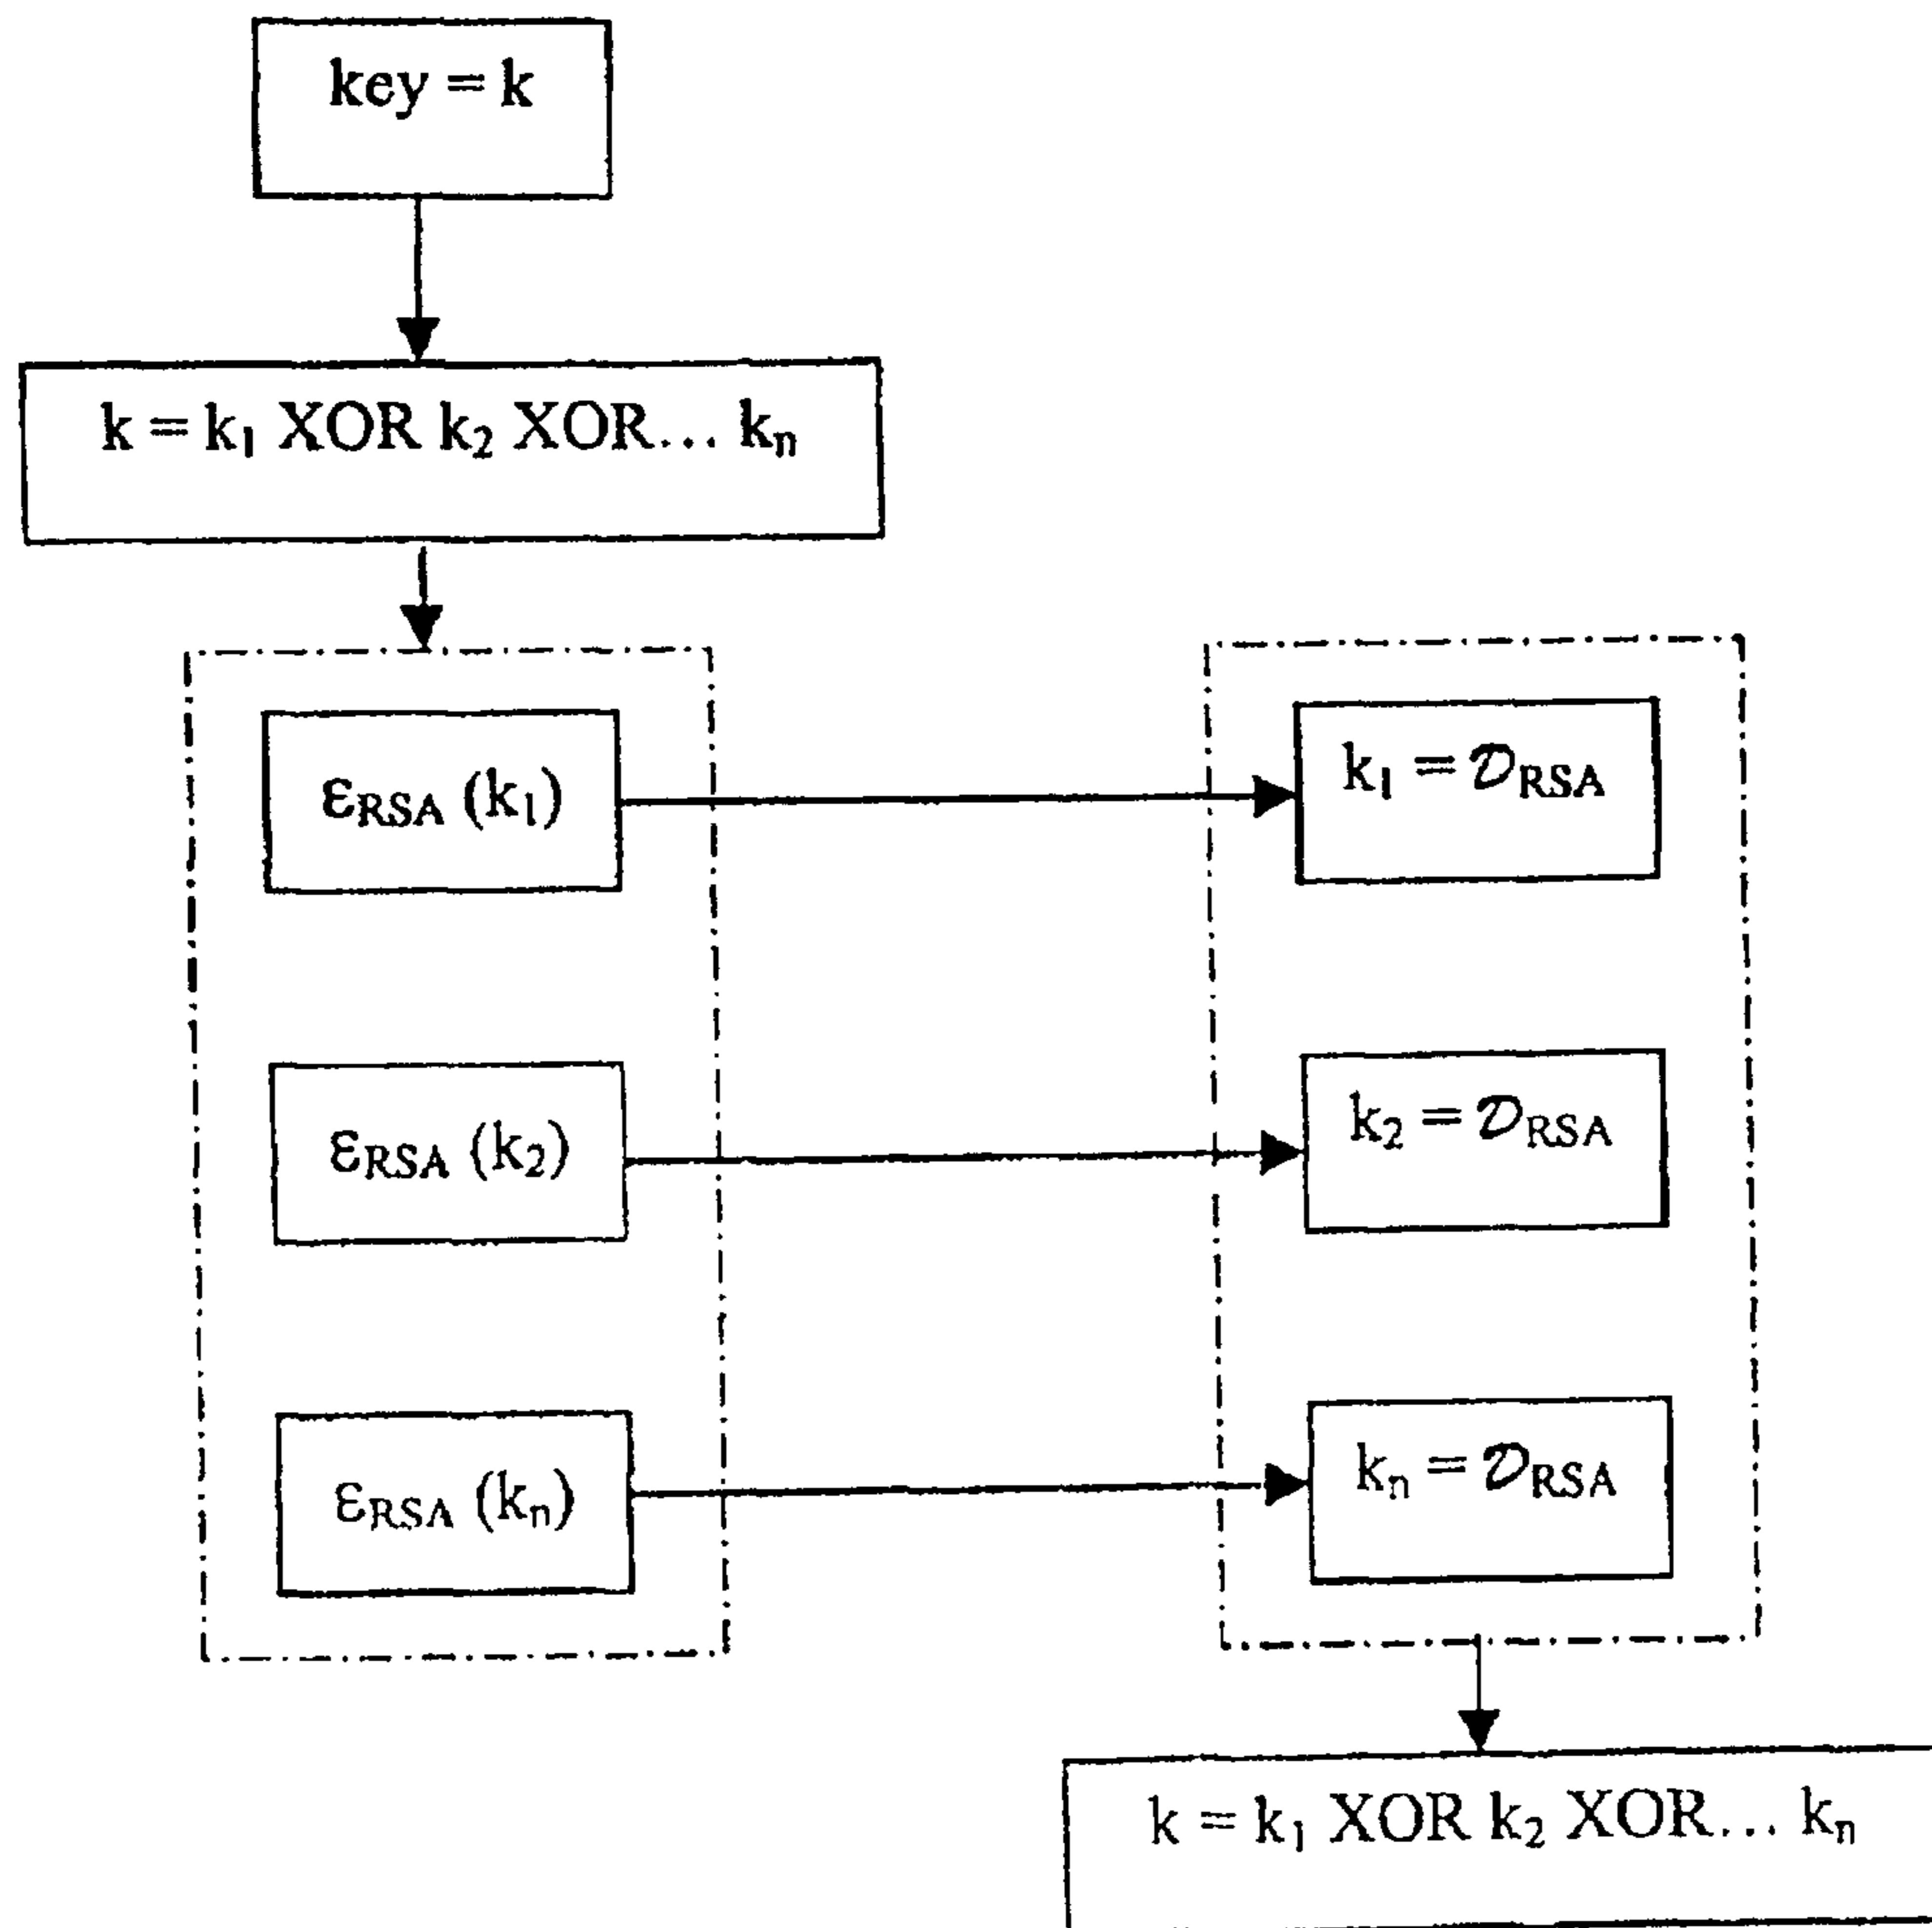 key = k
k = k₁ XOR k₂ XOR... kₙ
εRSA (k₁)
k₁ = 𝒟RSA
εRSA (k₂)
k₂ = 𝒟RSA
εRSA (kₙ)
kₙ = 𝒟RSA
k = k₁ XOR k₂ XOR... kₙ